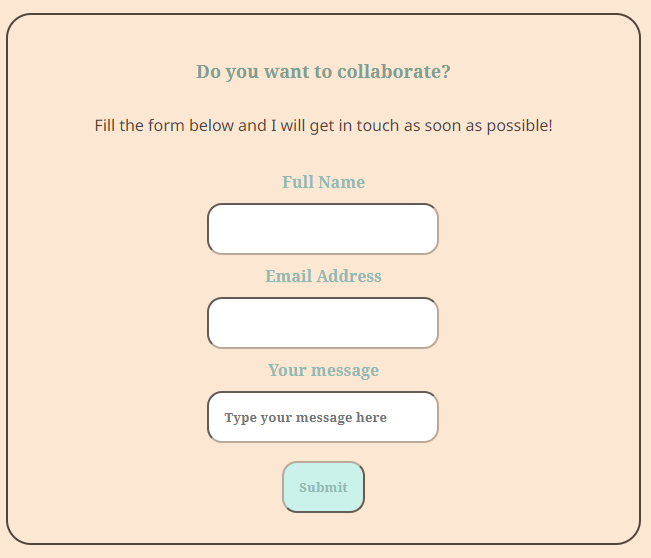 Do you want to collaborate?
Fill the form below and I will get in touch as soon as possible!
Full Name
Email Address
Your message
Type your message here
Submit